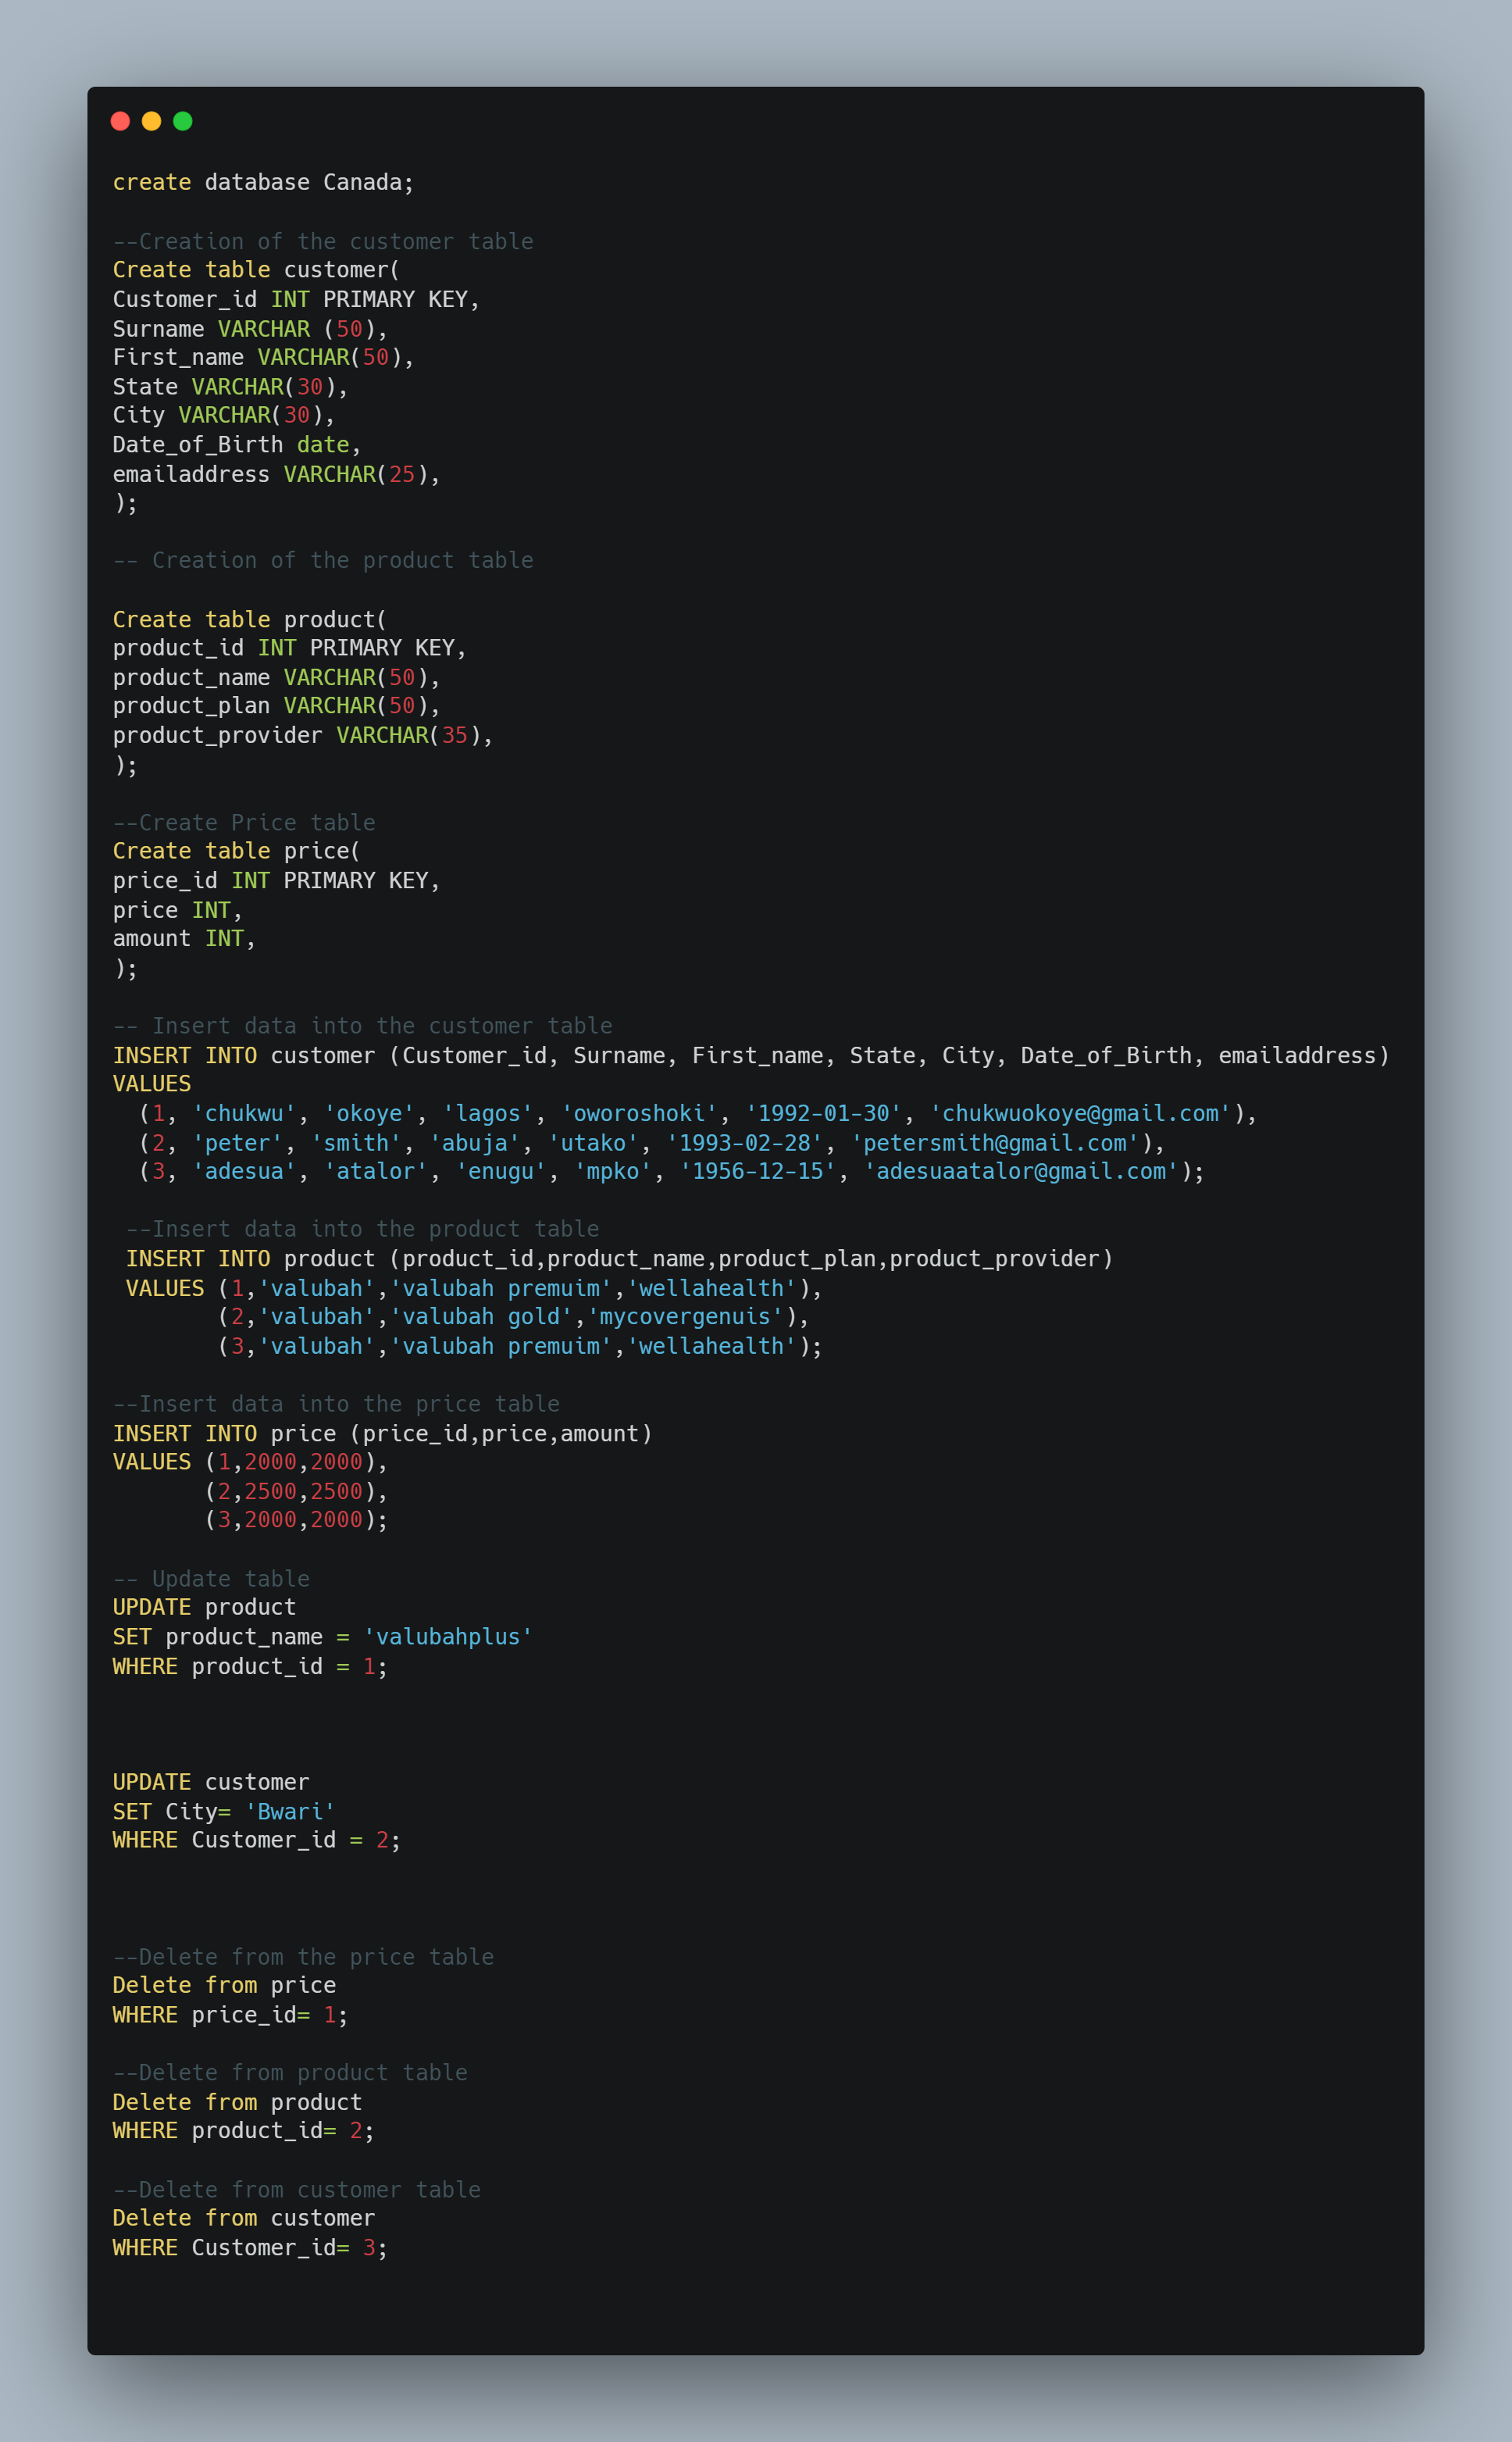 create database Canada;
--Creation of the customer table
Create table customer(
Customer_id INT PRIMARY KEY,
Surname VARCHAR (50),
First_name VARCHAR(50),
State VARCHAR(30),
City VARCHAR(30),
Date_of_Birth date,
emailaddress VARCHAR(25),
);
-- Creation of the product table
Create table product(
product_id INT PRIMARY KEY,
product_name VARCHAR(50),
product_plan VARCHAR(50),
product_provider VARCHAR(35),
);
--Create Price table
Create table price(
price_id INT PRIMARY KEY,
price INT,
amount INT,
);
-- Insert data into the customer table
INSERT INTO customer (Customer_id, Surname, First_name, State, City, Date_of_Birth, emailaddress)
VALUES
  (1, 'chukwu', 'okoye', 'lagos', 'oworoshoki', '1992-01-30', 'chukwuokoye@gmail.com'),
  (2, 'peter', 'smith', 'abuja', 'utako', '1993-02-28', 'petersmith@gmail.com'),
  (3, 'adesua', 'atalor', 'enugu', 'mpko', '1956-12-15', 'adesuaatalor@gmail.com');
 --Insert data into the product table
 INSERT INTO product (product_id,product_name,product_plan,product_provider)
 VALUES (1,'valubah','valubah premuim','wellahealth'),
        (2,'valubah','valubah gold','mycovergenuis'),
        (3,'valubah','valubah premuim','wellahealth');
--Insert data into the price table
INSERT INTO price (price_id,price,amount)
VALUES (1,2000,2000),
       (2,2500,2500),
       (3,2000,2000);
-- Update table
UPDATE product
SET product_name = 'valubahplus'
WHERE product_id = 1;
UPDATE customer
SET City= 'Bwari'
WHERE Customer_id = 2;
--Delete from the price table
Delete from price
WHERE price_id= 1;
--Delete from product table
Delete from product
WHERE product_id= 2;
--Delete from customer table
Delete from customer
WHERE Customer_id= 3;